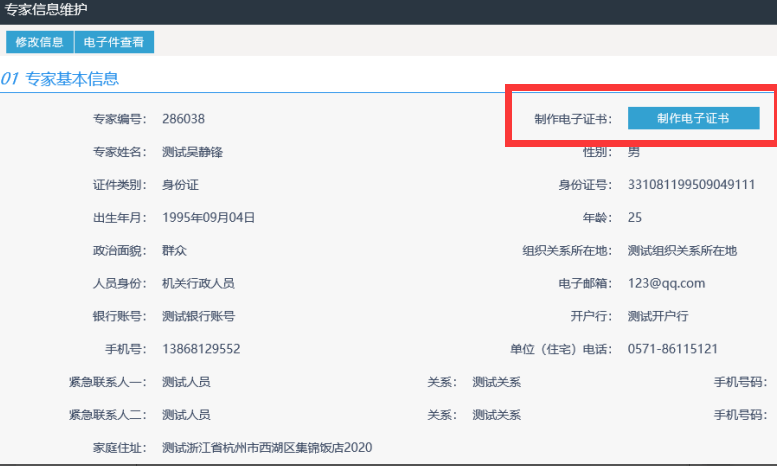 专家信息维护
修改信息 电子件查看
01 专家基本信息
专家编号： 286038 制作电子证书： 制作电子证书
专家姓名： 测试吴静锋 性别： 男
证件类别： 身份证 身份证号： 331081199509049111
出生年月： 1995年09月04日 年龄： 25
政治面貌： 群众 组织关系所在地： 测试组织关系所在地
人员身份： 机关行政人员 电子邮箱： 123@qq.com
银行账号： 测试银行账号 开户行： 测试开户行
手机号： 13868129552 单位（住宅）电话： 0571-86115121
紧急联系人一： 测试人员 关系： 测试关系 手机号码：
紧急联系人二： 测试人员 关系： 测试关系 手机号码：
家庭住址： 测试浙江省杭州市西湖区集锦饭店2020